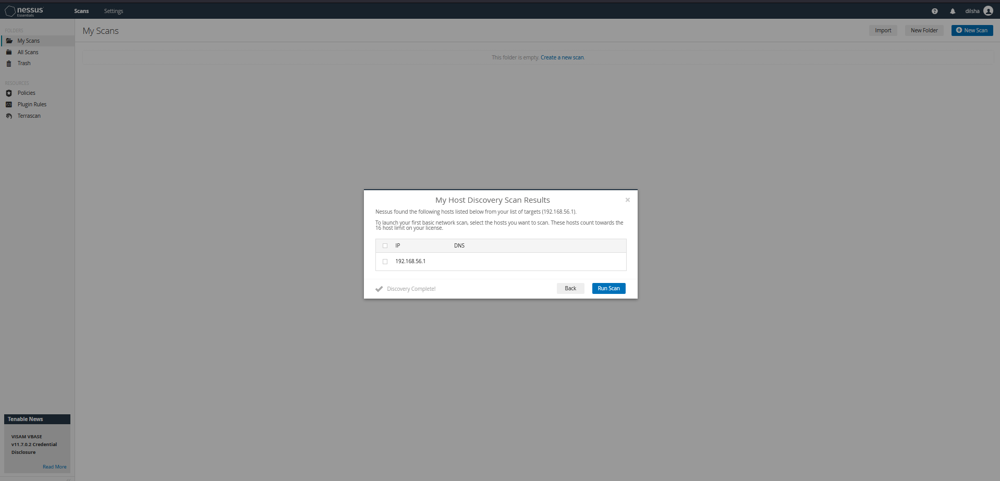 nessus
Essentials
Scans
Settings
dilsha
FOLDERS
My Scans
All Scans
Trash
RESOURCES
Policies
Plugin Rules
Terrascan
My Scans
Import
New Folder
New Scan
This folder is empty. Create a new scan.
My Host Discovery Scan Results
Nessus found the following hosts listed below from your list of targets (192.168.56.1).
To launch your first basic network scan, select the hosts you want to scan. These hosts count towards the
16 host limit on your license.
IP DNS
192.168.56.1
Discovery Complete!
Back
Run Scan
Tenable News
VISAM VBASE
v11.7.0.2 Credential
Disclosure
Read More